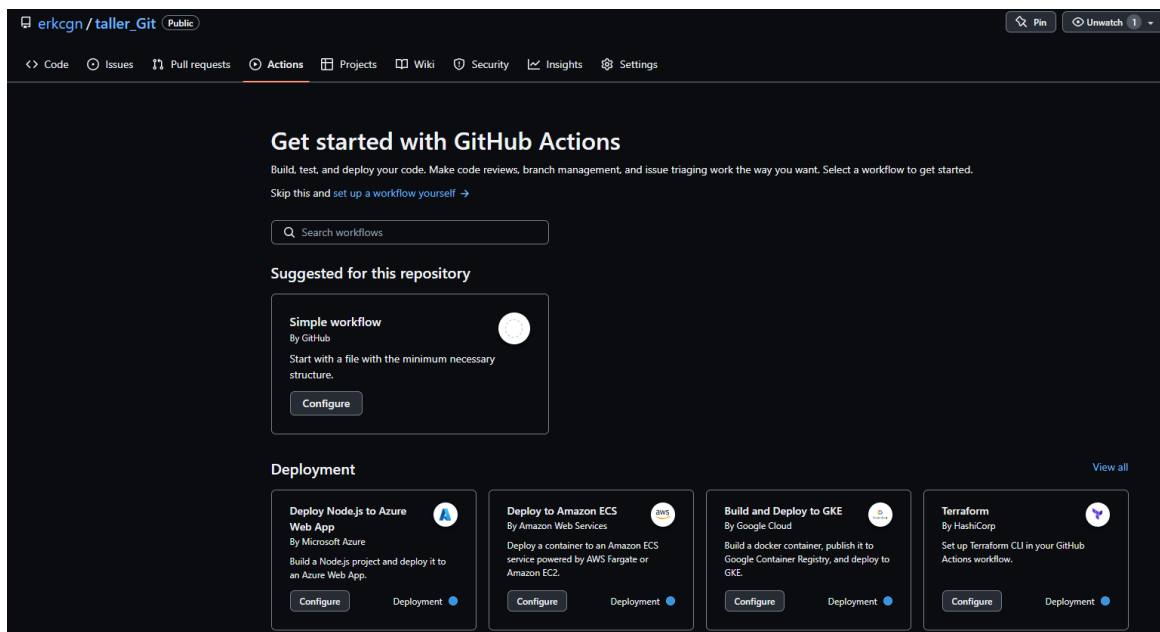 erkcgn / taller_Git Public
Pin
Unwatch 1
Code
Issues
Pull requests
Actions
Projects
Wiki
Security
Insights
Settings
Get started with GitHub Actions
Build, test, and deploy your code. Make code reviews, branch management, and issue triaging work the way you want. Select a workflow to get started.
Skip this and set up a workflow yourself →
Search workflows
Suggested for this repository
Simple workflow
By GitHub
Start with a file with the minimum necessary
structure.
Configure
Deployment
View all
Deploy Node.js to Azure
Web App
By Microsoft Azure
Build a Node.js project and deploy it to
an Azure Web App.
Configure
Deployment
Deploy to Amazon ECS
By Amazon Web Services
aws
Deploy a container to an Amazon ECS
service powered by AWS Fargate or
Amazon EC2.
Configure
Deployment
Build and Deploy to GKE
By Google Cloud
Build a docker container, publish it to
Google Container Registry, and deploy to
GKE.
Configure
Deployment
Terraform
By HashiCorp
Set up Terraform CLI in your GitHub
Actions workflow.
Configure
Deployment